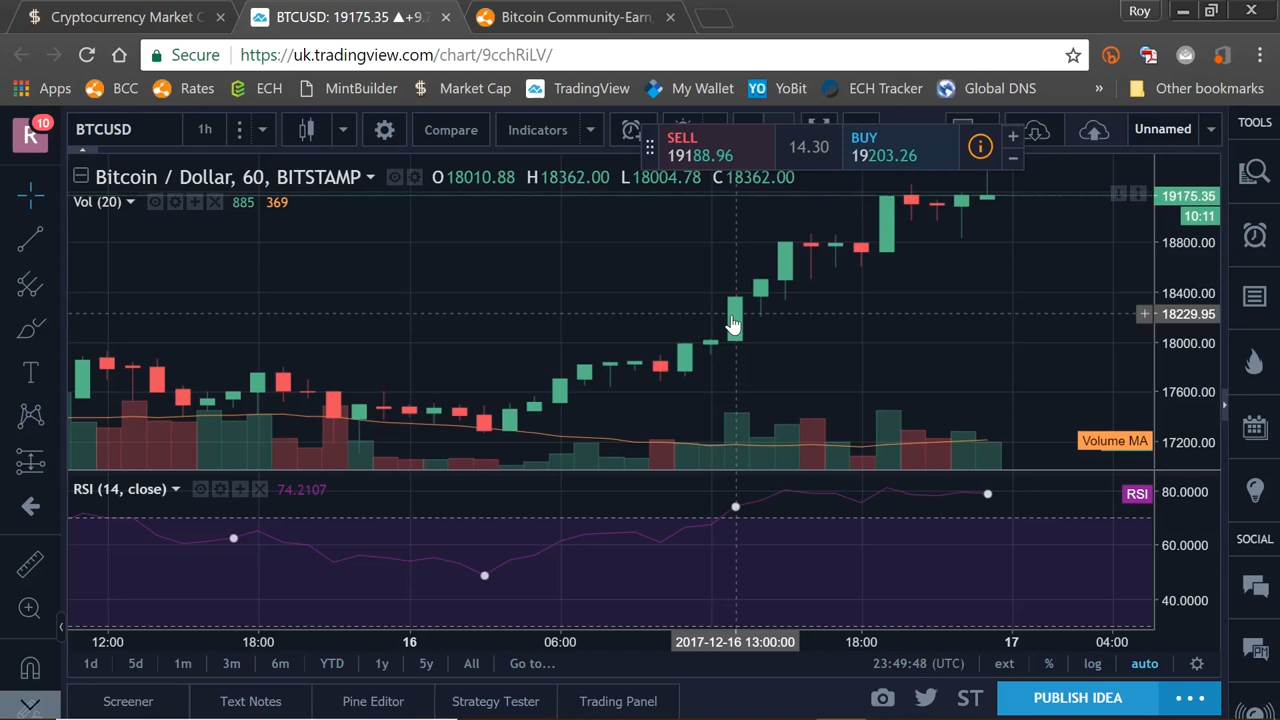 Cryptocurrency Market C
BTCUSD: 19175.35 ▲+9.2
Bitcoin Community-Earn,
Roy
Secure https://uk.tradingview.com/chart/9cchRiLV/
Apps BCC Rates ECH MintBuilder Market Cap TradingView My Wallet YO YoBit ECH Tracker Global DNS » Other bookmarks
R 10
BTCUSD 1h Compare Indicators Unnamed TOOLS
SELL 19188.96 14.30 BUY 19203.26
Bitcoin / Dollar, 60, BITSTAMP O 18010.88 H 18362.00 L 18004.78 C 18362.00
Vol (20) 885 369
19175.35
10:11
18800.00
18400.00
18229.95
18000.00
17600.00
Volume MA
17200.00
RSI (14, close) 74.2107
RSI
80.0000
60.0000
40.0000
SOCIAL
12:00 18:00 16 06:00 2017-12-16 13:00:00 18:00 17 04:00
1d 5d 1m 3m 6m YTD 1y 5y All Go to... 23:49:48 (UTC) ext % log auto
Screener Text Notes Pine Editor Strategy Tester Trading Panel ST PUBLISH IDEA